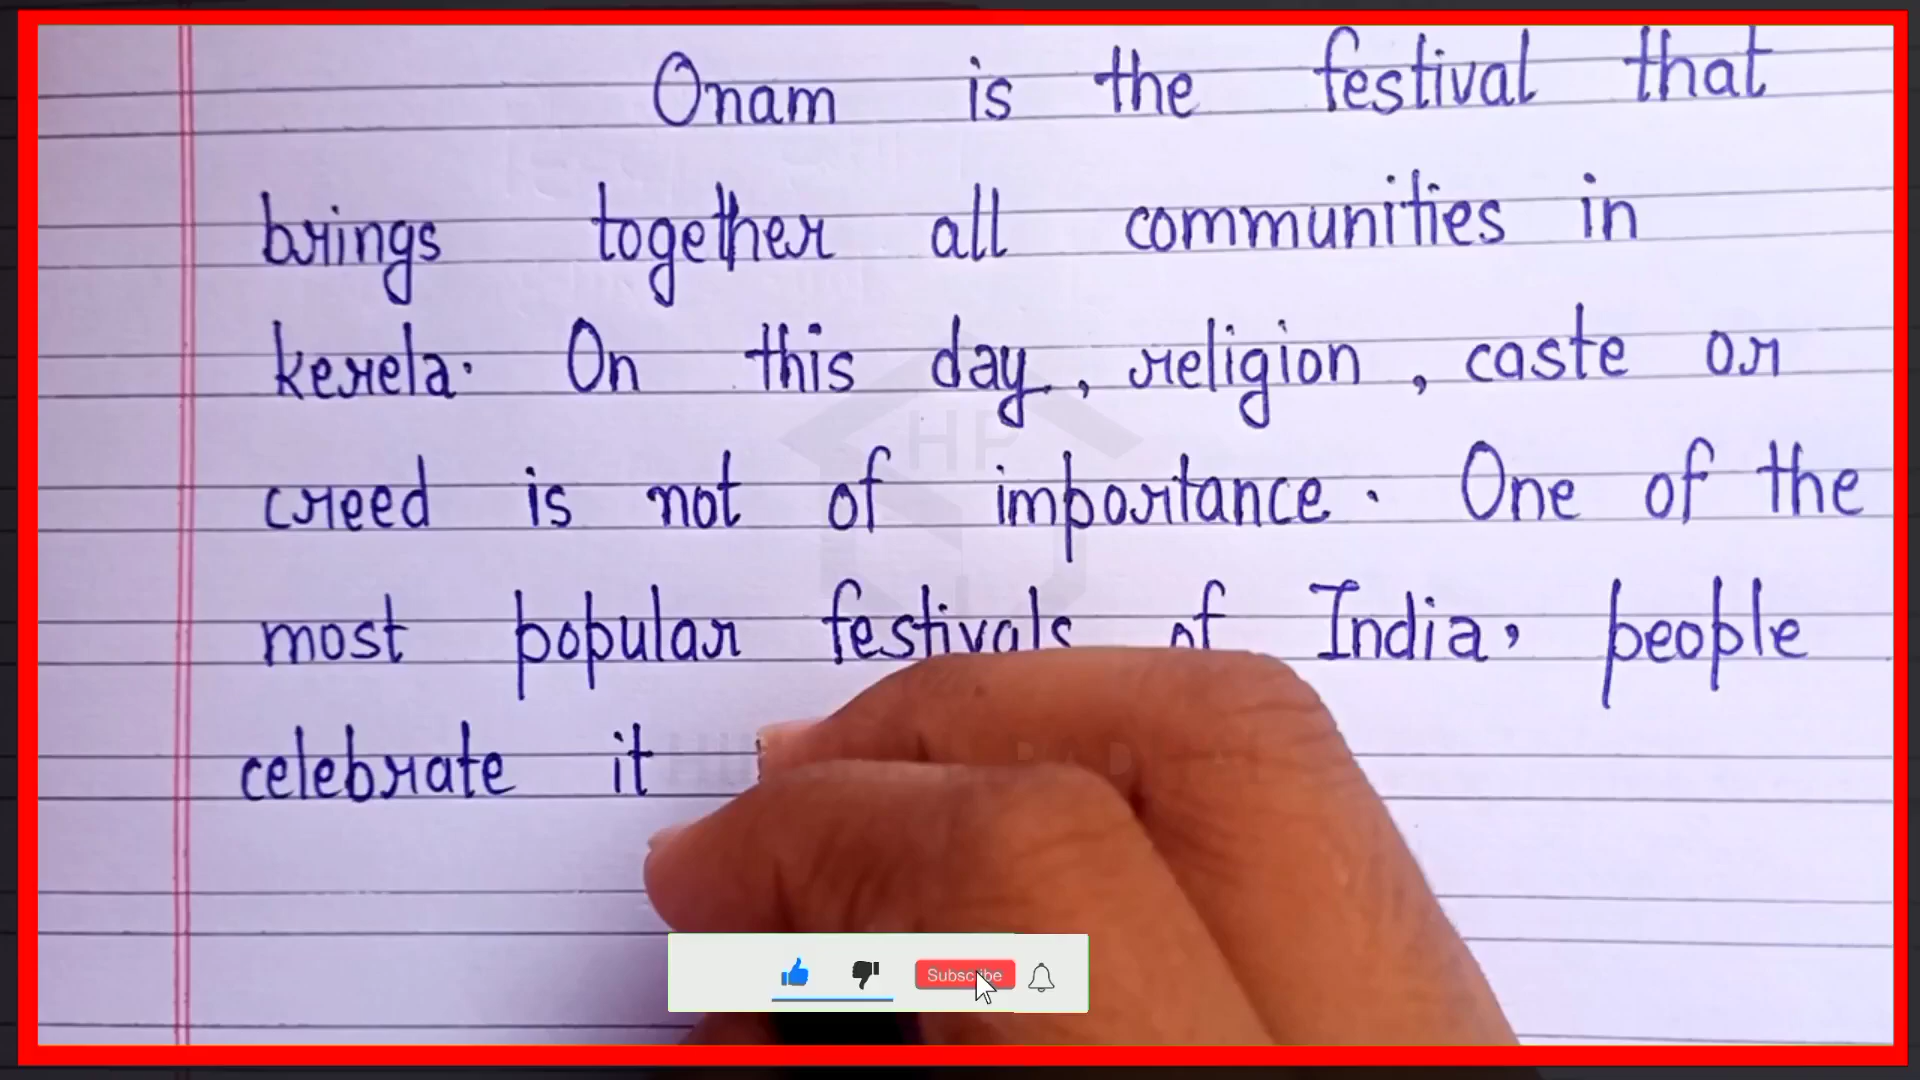 Onam is the festival that
brings together all communities in
kerela. On this day, religion, caste or
creed is not of importance. One of the
most popular festivals of India, people
celebrate it
HP
Subscribe